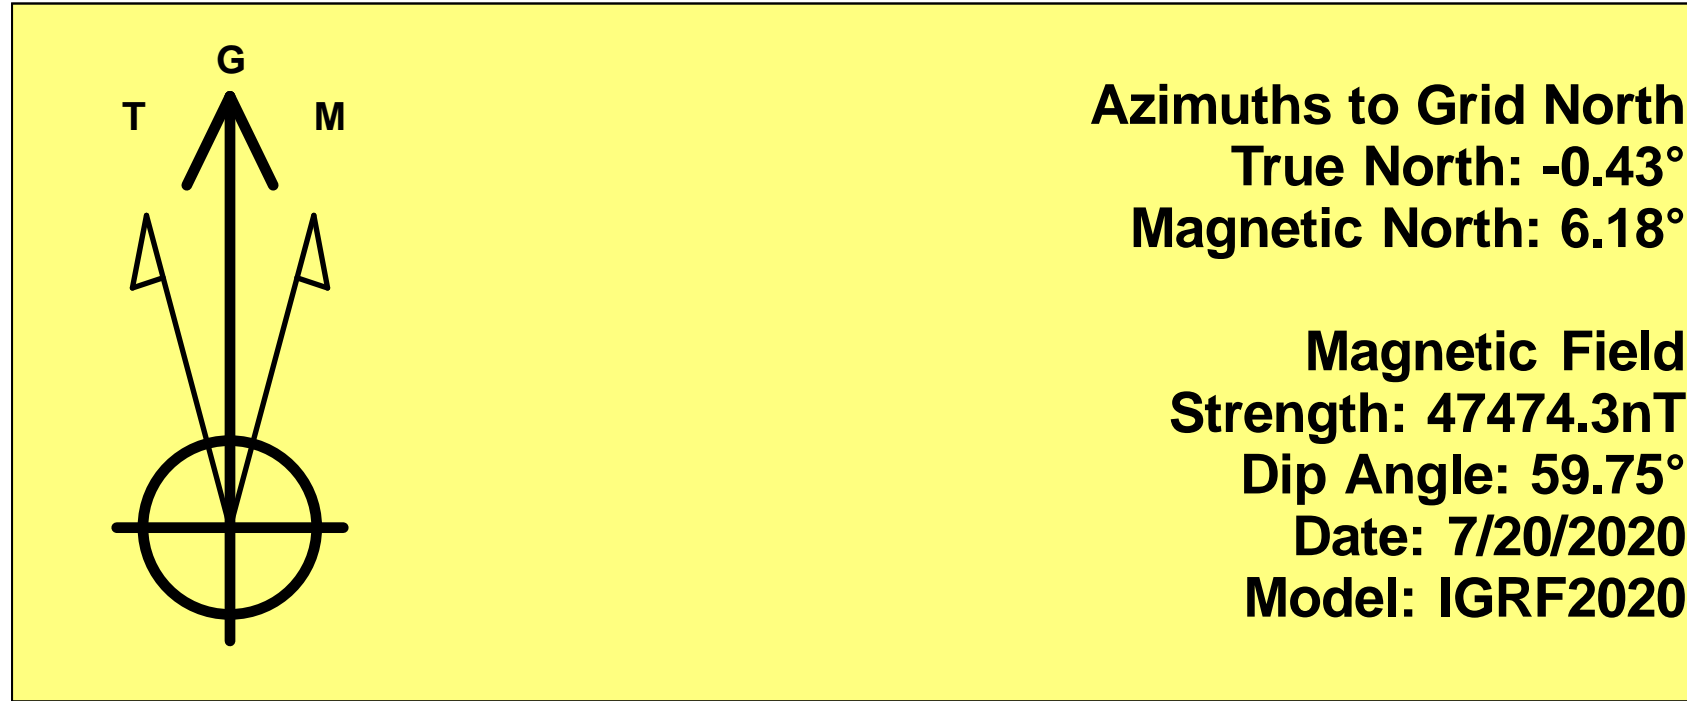 G
T M
Azimuths to Grid North
True North: -0.43°
Magnetic North: 6.18°
Magnetic Field
Strength: 47474.3nT
Dip Angle: 59.75°
Date: 7/20/2020
Model: IGRF2020